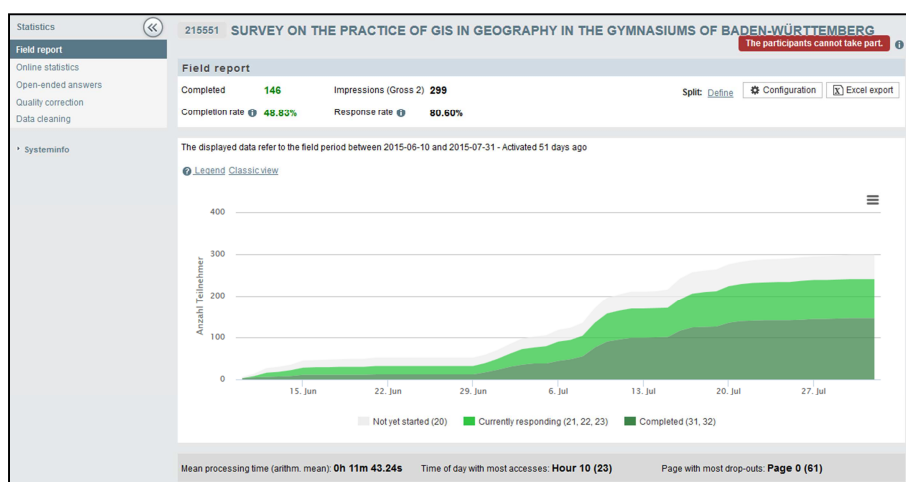 Statistics
Field report
Online statistics
Open-ended answers
Quality correction
Data cleaning
Systeminfo
215551 SURVEY ON THE PRACTICE OF GIS IN GEOGRAPHY IN THE GYMNASIUMS OF BADEN-WÜRTTEMBERG
The participants cannot take part.
Field report
Completed 146 Impressions (Gross 2) 299
Split: Define Configuration Excel export
Completion rate 48.83% Response rate 80.60%
The displayed data refer to the field period between 2015-06-10 and 2015-07-31 - Activated 51 days ago
Legend Classic view
Anzahl Teilnehmer
400
300
200
100
0
15. Jun 22. Jun 29. Jun 6. Jul 13. Jul 20. Jul 27. Jul
Not yet started (20) Currently responding (21, 22, 23) Completed (31, 32)
Mean processing time (arithm. mean): 0h 11m 43.24s Time of day with most accesses: Hour 10 (23) Page with most drop-outs: Page 0 (61)